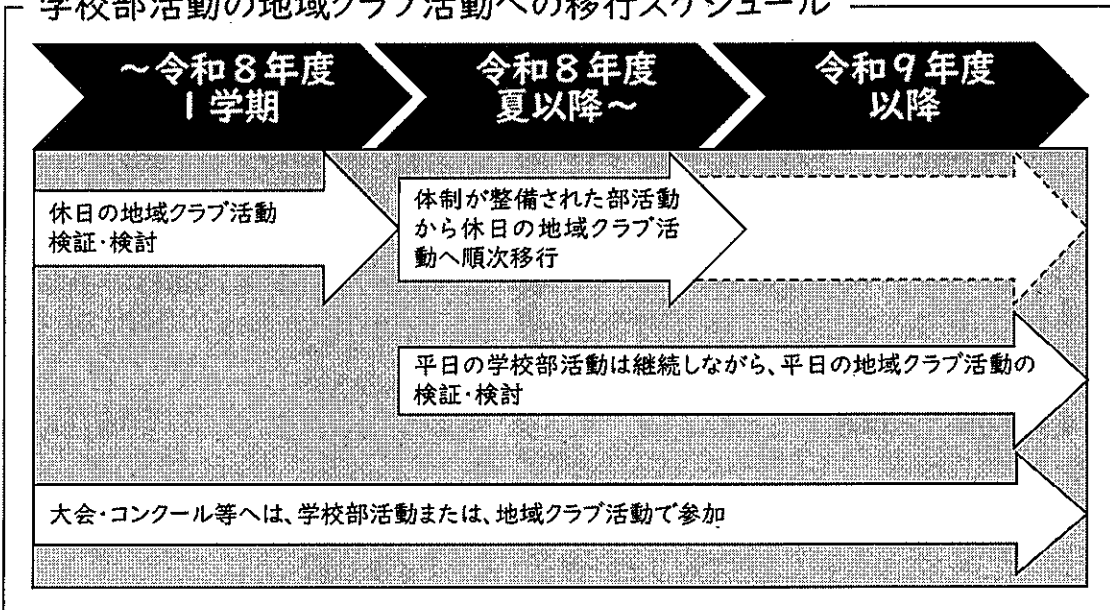 学校部活動の地域クラブ活動への移行スケジュール
～令和8年度
1学期
令和8年度
夏以降～
令和9年度
以降
休日の地域クラブ活動
検証・検討
体制が整備された部活動
から休日の地域クラブ活
動へ順次移行
平日の学校部活動は継続しながら、平日の地域クラブ活動の
検証・検討
大会・コンクール等へは、学校部活動または、地域クラブ活動で参加